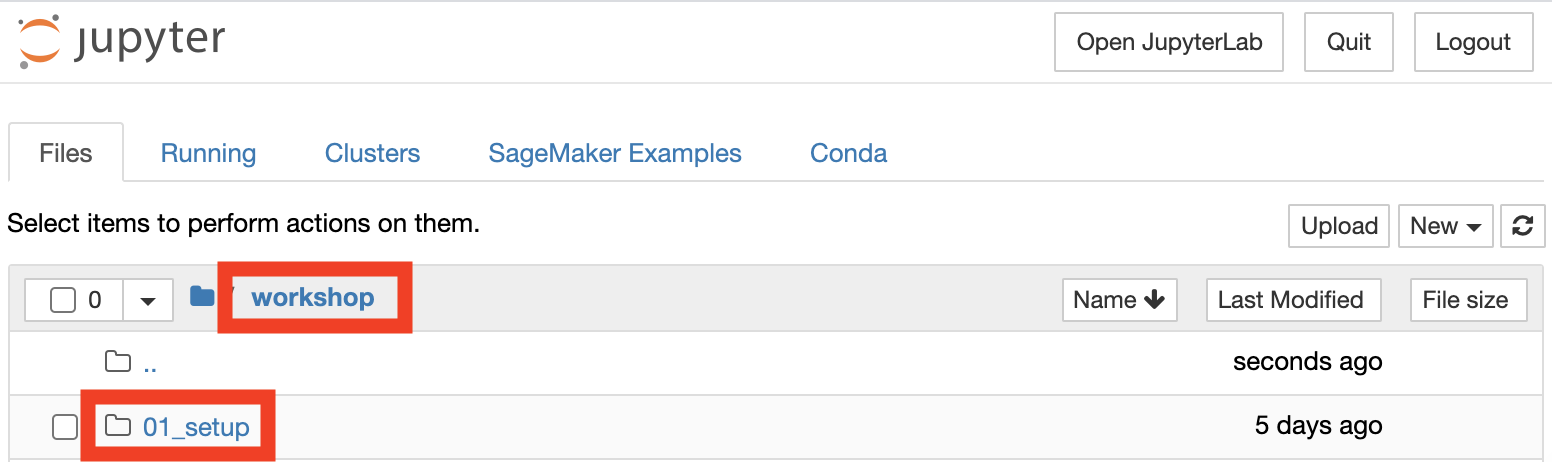 jupyter Open JupyterLab Quit Logout
Files Running Clusters SageMaker Examples Conda
Select items to perform actions on them. Upload New
0 / workshop Name Last Modified File size
.. seconds ago
01_setup 5 days ago